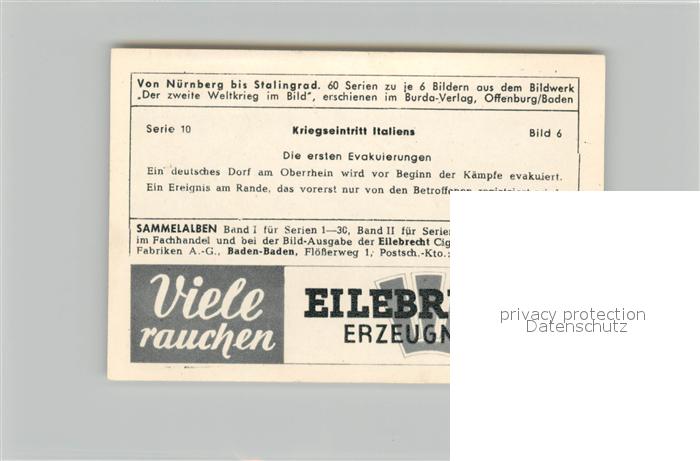 Von Nürnberg bis Stalingrad. 60 Serien zu je 6 Bildern aus dem Bildwerk
„Der zweite Weltkrieg im Bild", erschienen im Burda-Verlag, Offenburg/Baden
Serie 10 Kriegseintritt Italiens Bild 6
Die ersten Evakuierungen
Ein deutsches Dorf am Oberrhein wird vor Beginn der Kämpfe evakuiert.
Ein Ereignis am Rande, das vorerst nur von den Betroffenen
SAMMELALBEN Band I für Serien 1—30, Band II für Serie
im Fachhandel und bei der Bild-Ausgabe der Eilebrecht Cig
Fabriken A.-G., Baden-Baden, Flößerweg 1, Postsch.-Kto.:
Viele EILEBR
rauchen ERZEUGN
privacy protection
Datenschutz